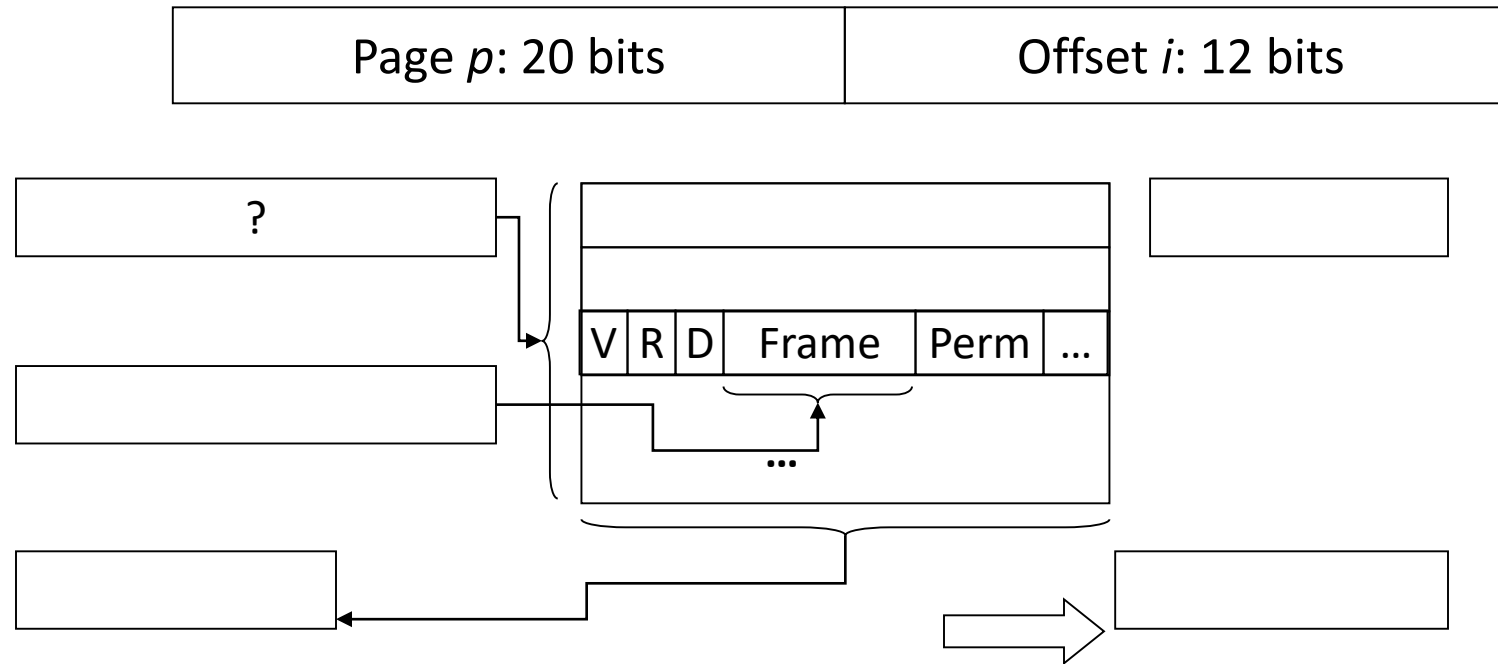 Page p: 20 bits Offset i: 12 bits
?
V R D Frame Perm ...
...